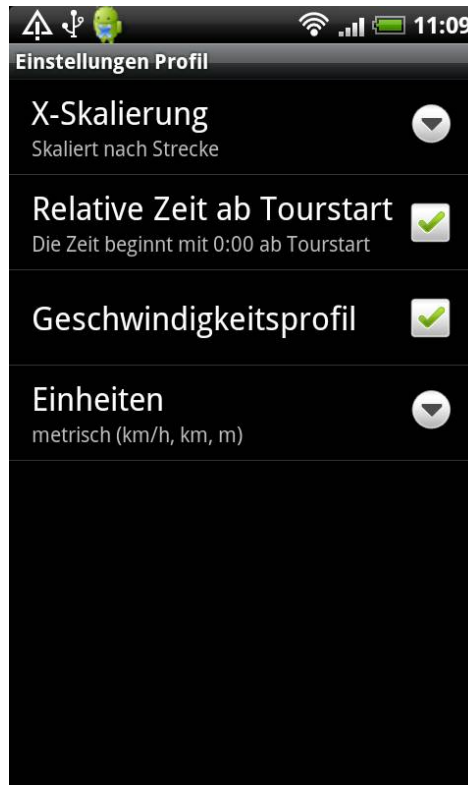 11:09
Einstellungen Profil
X-Skalierung
Skaliert nach Strecke
Relative Zeit ab Tourstart
Die Zeit beginnt mit 0:00 ab Tourstart
Geschwindigkeitsprofil
Einheiten
metrisch (km/h, km, m)